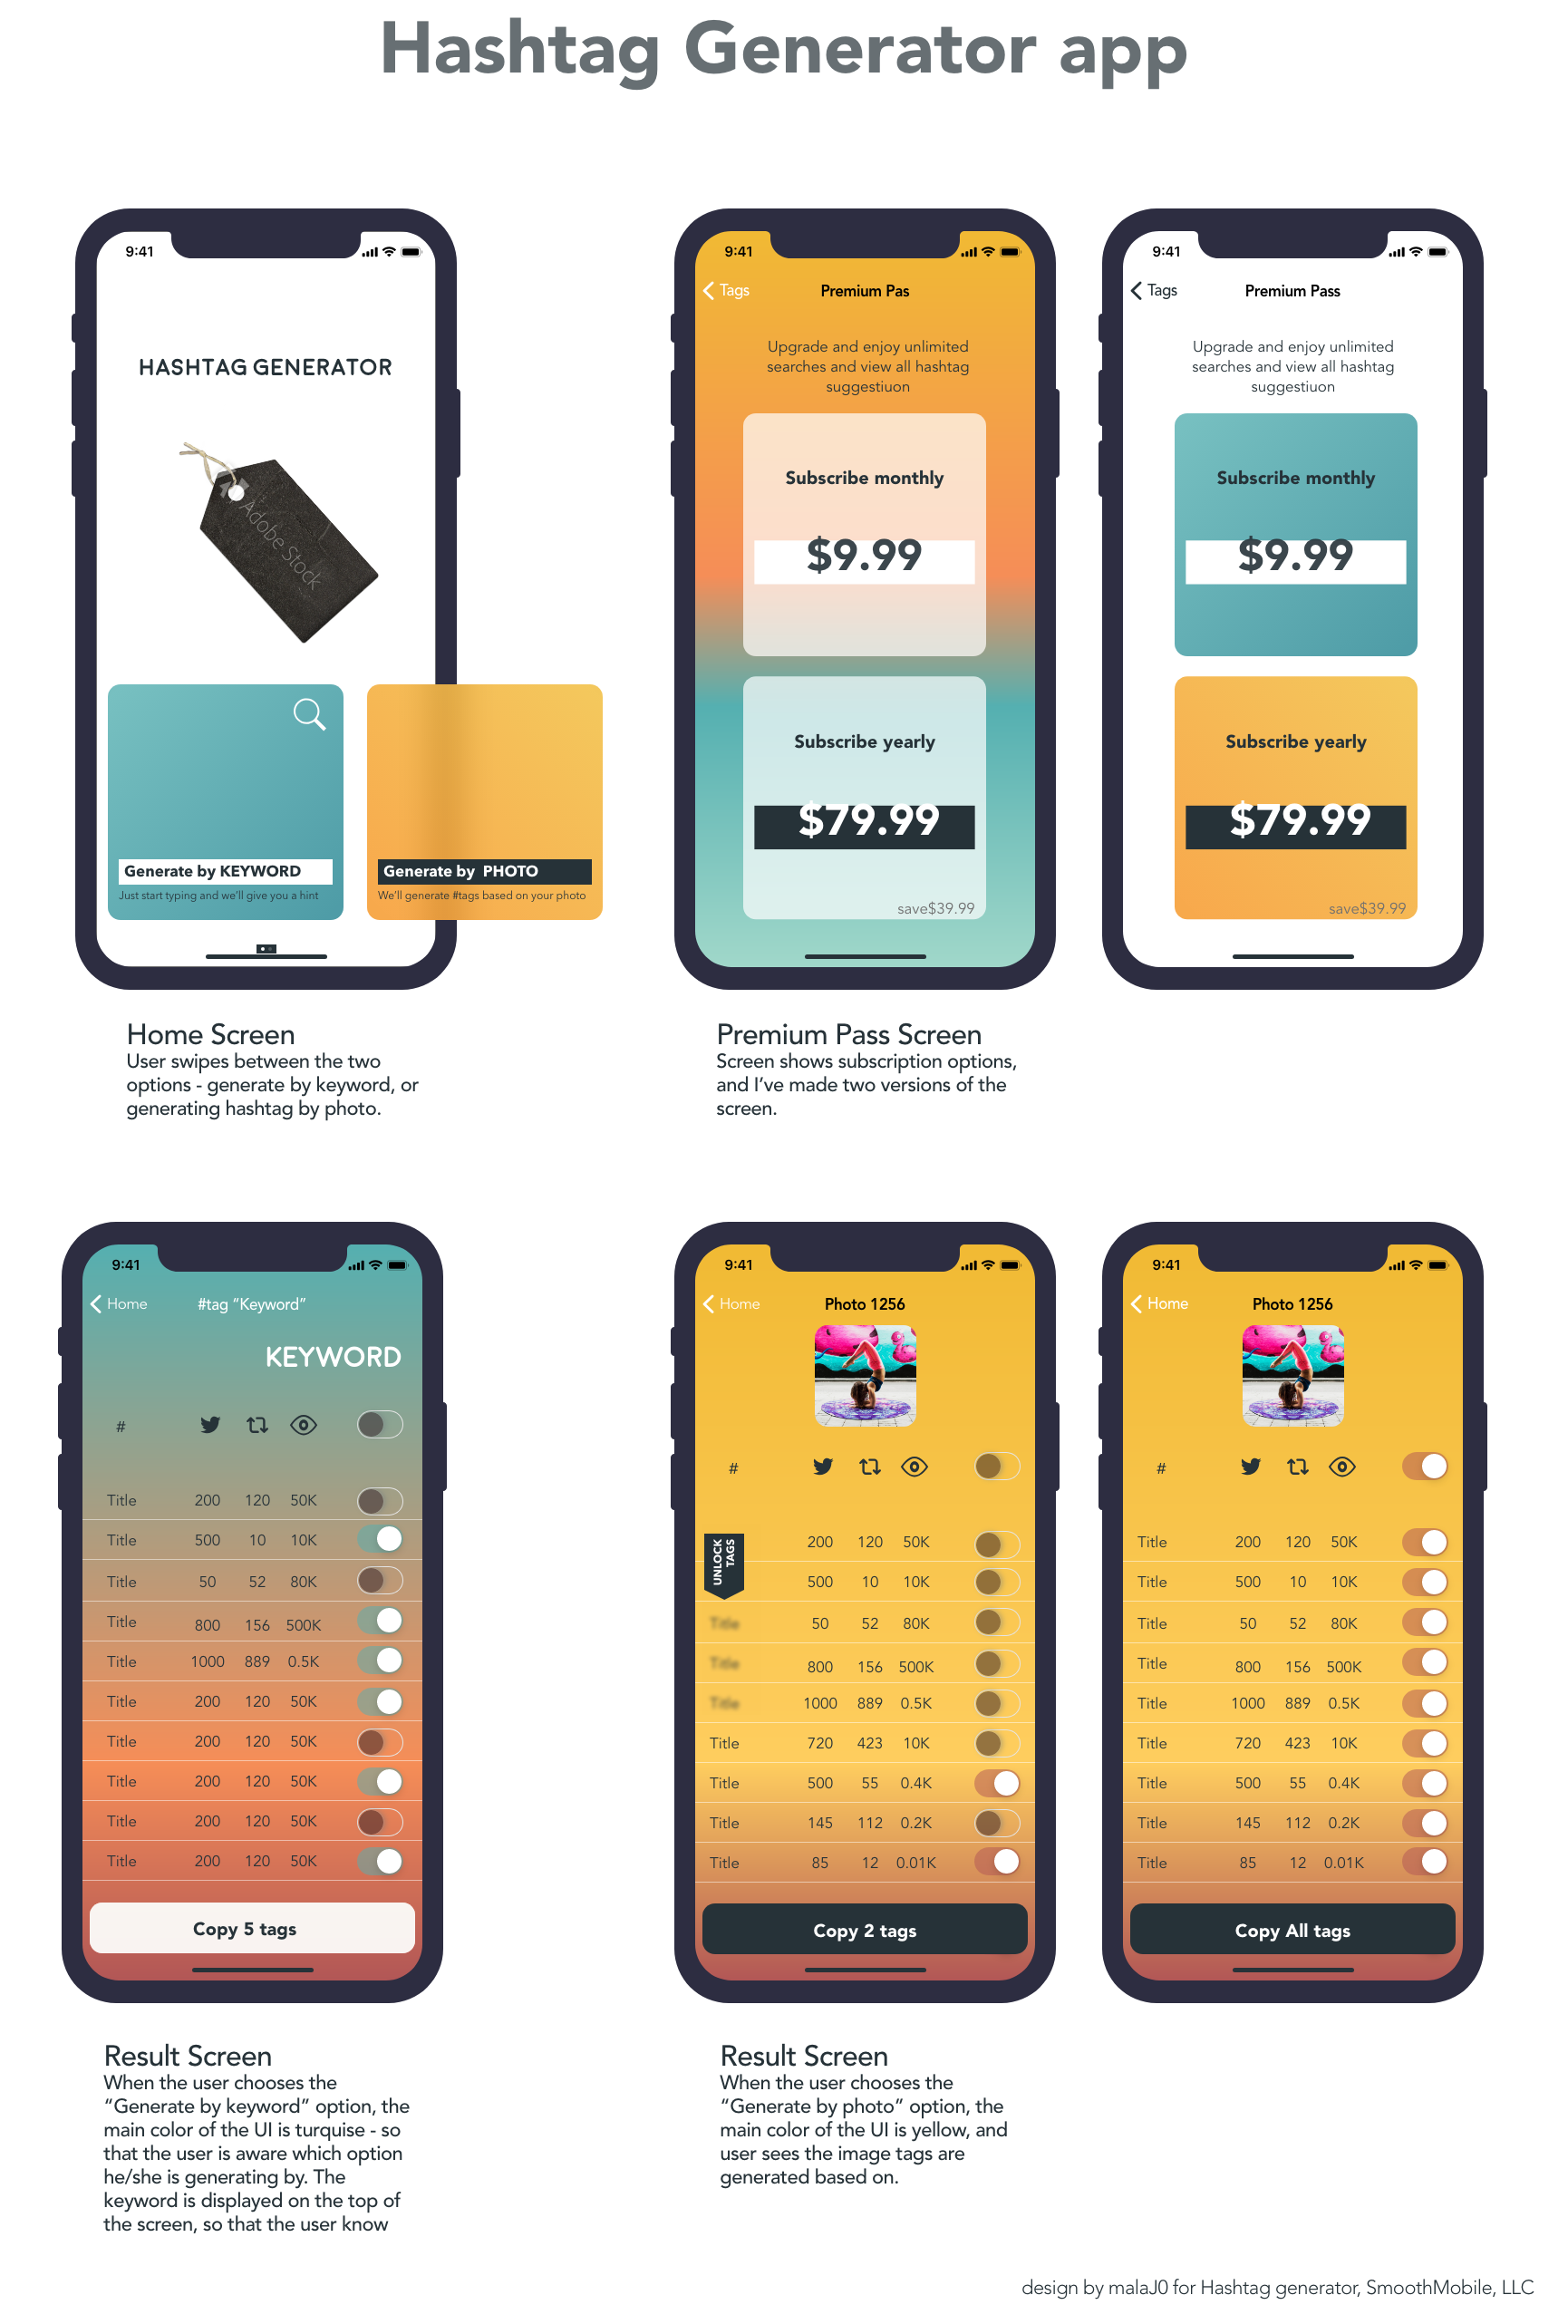 Hashtag Generator app
9:41
HASHTAG GENERATOR
Adobe Stock
Generate by KEYWORD
Just start typing and we'll give you a hint
Generate by PHOTO
We'll generate #tags based on your photo
Home Screen
User swipes between the two
options - generate by keyword, or
generating hashtag by photo.
9:41
Tags
Premium Pas
Upgrade and enjoy unlimited
searches and view all hashtag
suggestiuon
Subscribe monthly
$9.99
Subscribe yearly
$79.99
save$39.99
9:41
Tags
Premium Pass
Upgrade and enjoy unlimited
searches and view all hashtag
suggestiuon
Subscribe monthly
$9.99
Subscribe yearly
$79.99
save$39.99
Premium Pass Screen
Screen shows subscription options,
and I've made two versions of the
screen.
9:41
Home #tag “Keyword”
KEYWORD
#
Title 200 120 50K
Title 500 10 10K
Title 50 52 80K
Title 800 156 500K
Title 1000 889 0.5K
Title 200 120 50K
Title 200 120 50K
Title 200 120 50K
Title 200 120 50K
Title 200 120 50K
Copy 5 tags
Result Screen
When the user chooses the
“Generate by keyword” option, the
main color of the UI is turquise - so
that the user is aware which option
he/she is generating by. The
keyword is displayed on the top of
the screen, so that the user know
9:41
Home Photo 1256
#
UNLOCK
TAGS
200 120 50K
500 10 10K
Title 50 52 80K
Title 800 156 500K
Title 1000 889 0.5K
Title 720 423 10K
Title 500 55 0.4K
Title 145 112 0.2K
Title 85 12 0.01K
Copy 2 tags
9:41
Home Photo 1256
#
Title 200 120 50K
Title 500 10 10K
Title 50 52 80K
Title 800 156 500K
Title 1000 889 0.5K
Title 720 423 10K
Title 500 55 0.4K
Title 145 112 0.2K
Title 85 12 0.01K
Copy All tags
Result Screen
When the user chooses the
“Generate by photo” option, the
main color of the UI is yellow, and
user sees the image tags are
generated based on.
design by malaJ0 for Hashtag generator, SmoothMobile, LLC